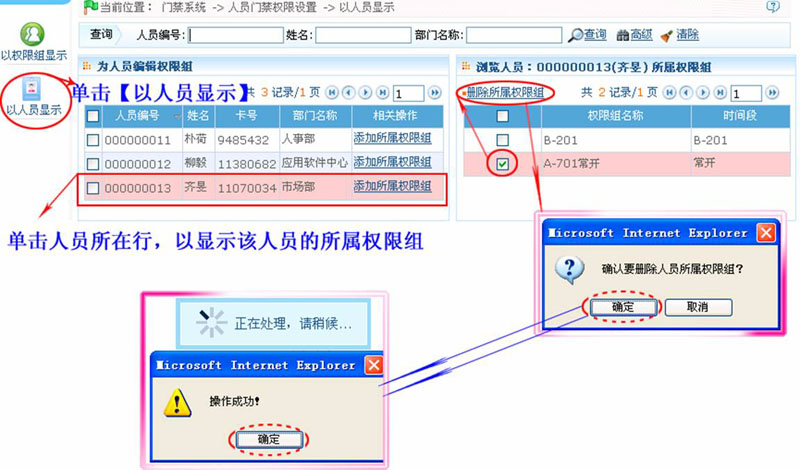 当前位置： 门禁系统 -> 人员门禁权限设置 -> 以人员显示
查询 人员编号: 姓名: 部门名称: 查询 高级 清除
以权限组显示
以人员显示
单击【以人员显示】
为人员编辑权限组
共 3 记录/1 页 1
人员编号 姓名 卡号 部门名称 相关操作
000000011 朴荷 9485432 人事部 添加所属权限组
000000012 柳毅 11380682 应用软件中心 添加所属权限组
000000013 齐旻 11070034 市场部 添加所属权限组
单击人员所在行，以显示该人员的所属权限组
浏览人员：000000013(齐旻) 所属权限组
删除所属权限组 共 2 记录/1 页 1
权限组名称 时间段
B-201 B-201
A-701常开 常开
Microsoft Internet Explorer
确认要删除人员所属权限组?
确定 取消
正在处理, 请稍候...
Microsoft Internet Explorer
操作成功!
确定